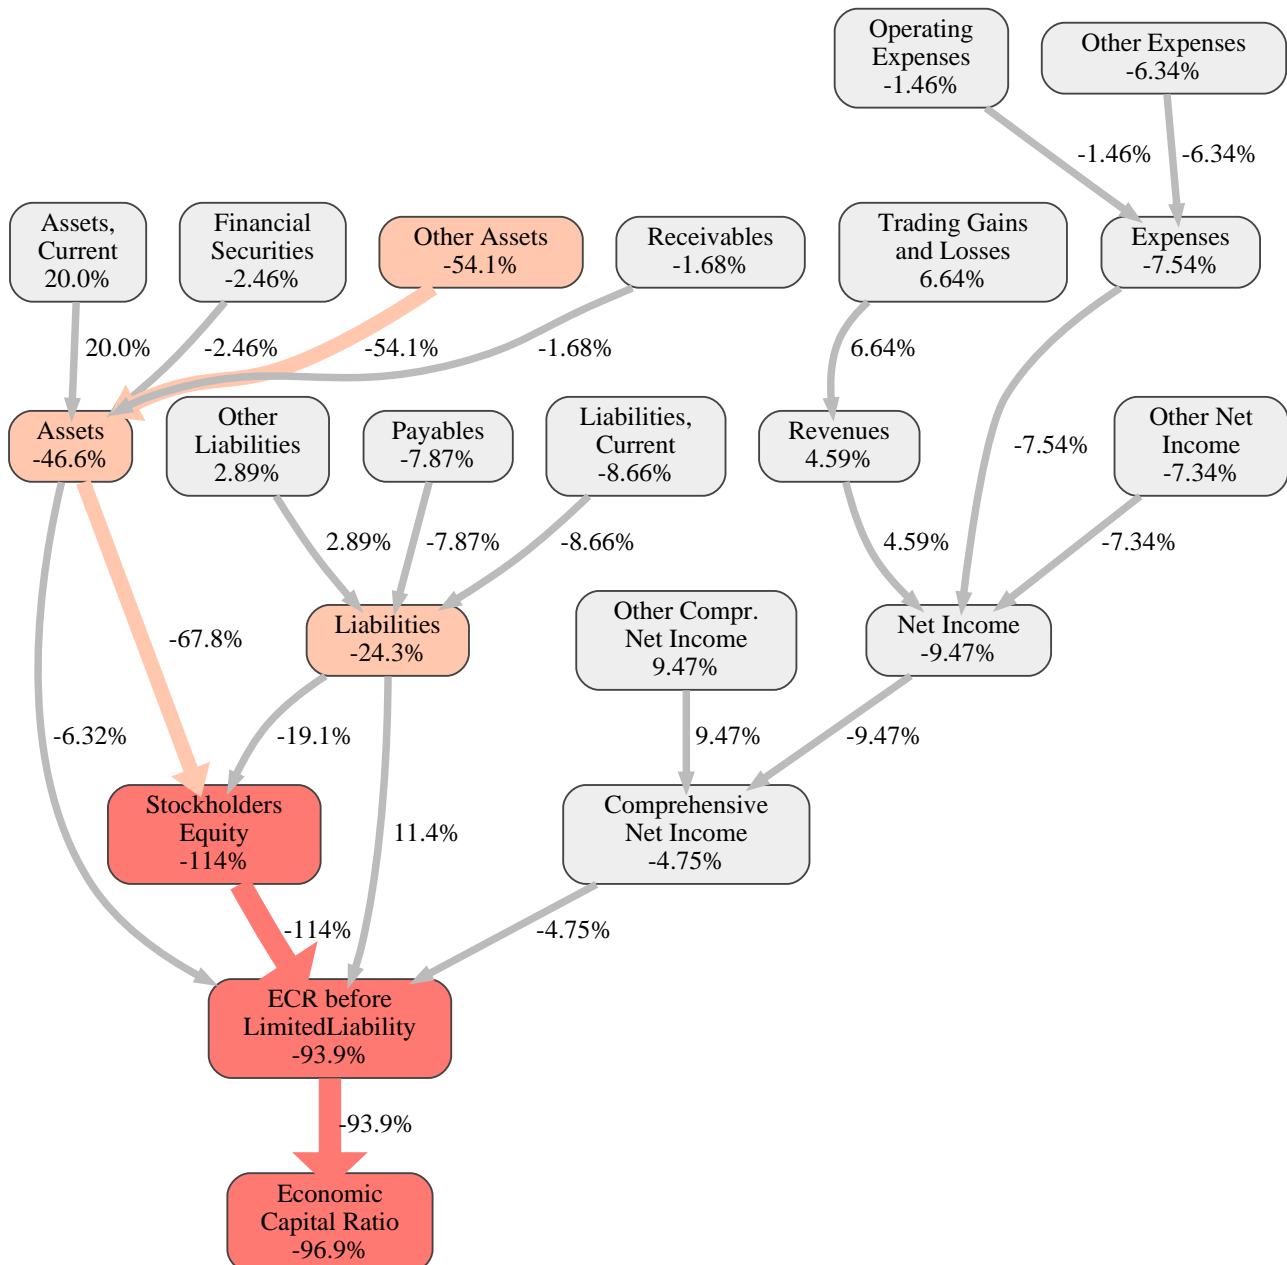 Operating
Expenses
-1.46%
Other Expenses
-6.34%
-1.46%
-6.34%
Assets,
Current
20.0%
Financial
Securities
-2.46%
Other Assets
-54.1%
Receivables
-1.68%
Trading Gains
and Losses
6.64%
Expenses
-7.54%
20.0%
-2.46%
-54.1%
-1.68%
6.64%
Assets
-46.6%
Other
Liabilities
2.89%
Payables
-7.87%
Liabilities,
Current
-8.66%
Revenues
4.59%
-7.54%
Other Net
Income
-7.34%
2.89%
-7.87%
-8.66%
4.59%
-7.34%
-67.8%
Liabilities
-24.3%
Other Compr.
Net Income
9.47%
Net Income
-9.47%
-6.32%
-19.1%
9.47%
-9.47%
Stockholders
Equity
-114%
11.4%
Comprehensive
Net Income
-4.75%
-114%
-4.75%
ECR before
LimitedLiability
-93.9%
-93.9%
Economic
Capital Ratio
-96.9%